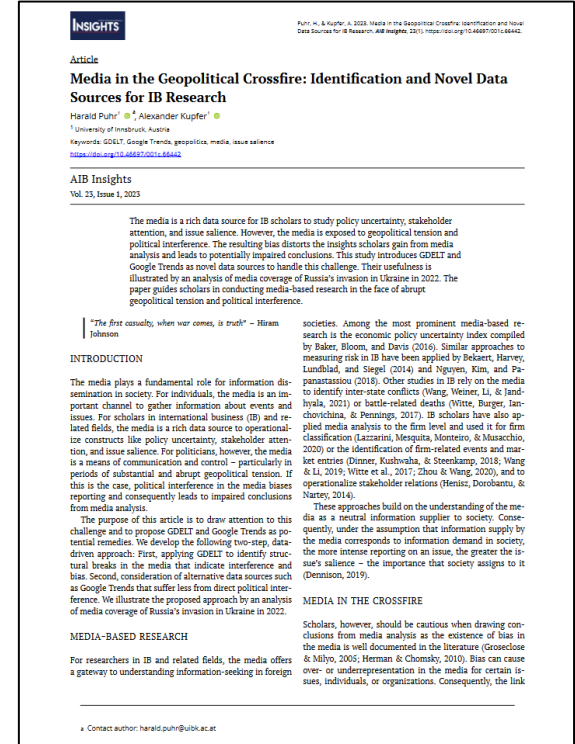 INSIGHTS
Puhr, H., & Kupfer, A. 2023. Media in the Geopolitical Crossfire: Identification and Novel
Data Sources for IB Research. AIB Insights, 23(1). https://doi.org/10.46697/001c.66442.
Article
Media in the Geopolitical Crossfire: Identification and Novel Data
Sources for IB Research
Harald Puhr¹ a, Alexander Kupfer¹
¹ University of Innsbruck, Austria
Keywords: GDELT, Google Trends, geopolitics, media, issue salience
https://doi.org/10.46697/001c.66442
AIB Insights
Vol. 23, Issue 1, 2023
The media is a rich data source for IB scholars to study policy uncertainty, stakeholder
attention, and issue salience. However, the media is exposed to geopolitical tension and
political interference. The resulting bias distorts the insights scholars gain from media
analysis and leads to potentially impaired conclusions. This study introduces GDELT and
Google Trends as novel data sources to handle this challenge. Their usefulness is
illustrated by an analysis of media coverage of Russia's invasion in Ukraine in 2022. The
paper guides scholars in conducting media-based research in the face of abrupt
geopolitical tension and political interference.
"The first casualty, when war comes, is truth" – Hiram
Johnson
INTRODUCTION
The media plays a fundamental role for information dis-
semination in society. For individuals, the media is an im-
portant channel to gather information about events and
issues. For scholars in international business (IB) and re-
lated fields, the media is a rich data source to operational-
ize constructs like policy uncertainty, stakeholder atten-
tion, and issue salience. For politicians, however, the media
is a means of communication and control – particularly in
periods of substantial and abrupt geopolitical tension. If
this is the case, political interference in the media biases
reporting and consequently leads to impaired conclusions
from media analysis.
The purpose of this article is to draw attention to this
challenge and to propose GDELT and Google Trends as po-
tential remedies. We develop the following two-step, data-
driven approach: First, applying GDELT to identify struc-
tural breaks in the media that indicate interference and
bias. Second, consideration of alternative data sources such
as Google Trends that suffer less from direct political inter-
ference. We illustrate the proposed approach by an analysis
of media coverage of Russia's invasion in Ukraine in 2022.
MEDIA-BASED RESEARCH
For researchers in IB and related fields, the media offers
a gateway to understanding information-seeking in foreign
societies. Among the most prominent media-based re-
search is the economic policy uncertainty index compiled
by Baker, Bloom, and Davis (2016). Similar approaches to
measuring risk in IB have been applied by Bekaert, Harvey,
Lundblad, and Siegel (2014) and Nguyen, Kim, and Pa-
panastassiou (2018). Other studies in IB rely on the media
to identify inter-state conflicts (Wang, Weiner, Li, & Jand-
hyala, 2021) or battle-related deaths (Witte, Burger, Ian-
chovichina, & Pennings, 2017). IB scholars have also ap-
plied media analysis to the firm level and used it for firm
classification (Lazzarini, Mesquita, Monteiro, & Musacchio,
2020) or the identification of firm-related events and mar-
ket entries (Dinner, Kushwaha, & Steenkamp, 2018; Wang
& Li, 2019; Witte et al., 2017; Zhou & Wang, 2020), and to
operationalize stakeholder relations (Henisz, Dorobantu, &
Nartey, 2014).
These approaches build on the understanding of the me-
dia as a neutral information supplier to society. Conse-
quently, under the assumption that information supply by
the media corresponds to information demand in society,
the more intense reporting on an issue, the greater the is-
sue's salience – the importance that society assigns to it
(Dennison, 2019).
MEDIA IN THE CROSSFIRE
Scholars, however, should be cautious when drawing con-
clusions from media analysis as the existence of bias in
the media is well documented in the literature (Groseclose
& Milyo, 2005; Herman & Chomsky, 2010). Bias can cause
over- or underrepresentation in the media for certain is-
sues, individuals, or organizations. Consequently, the link
a Contact author: harald.puhr@uibk.ac.at